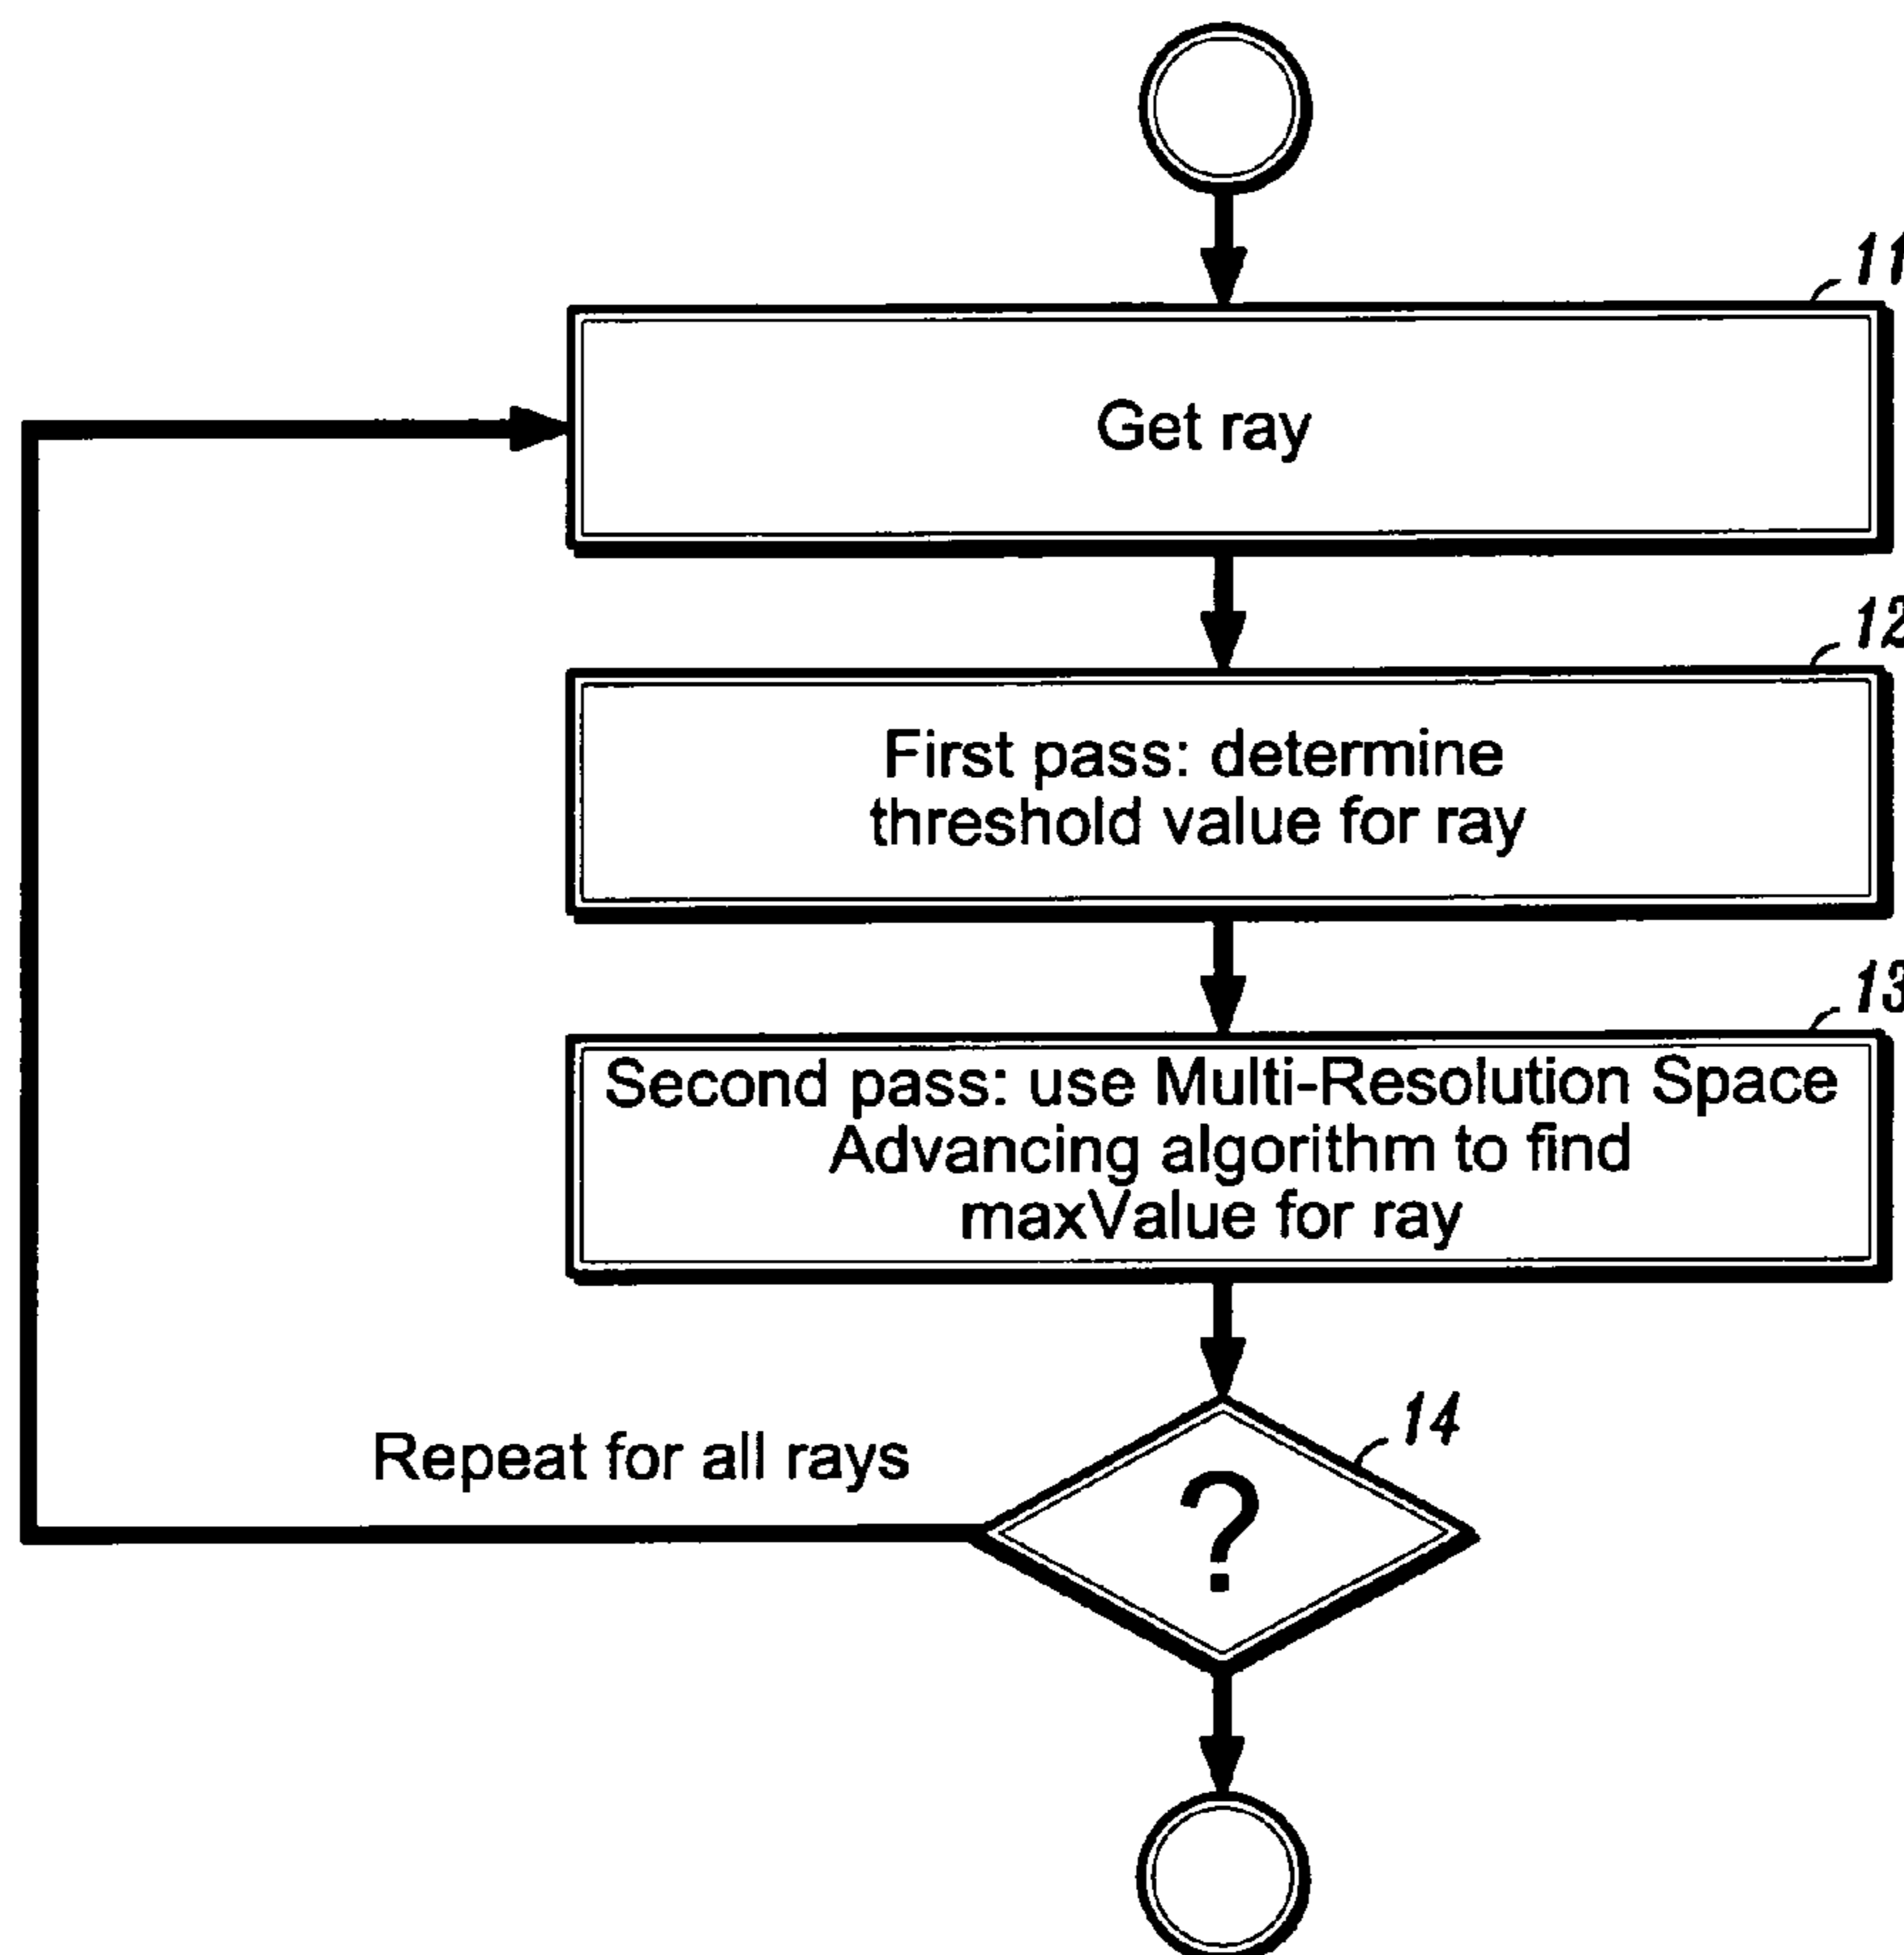 11
Get ray
12
First pass: determine
threshold value for ray
13
Second pass: use Multi-Resolution Space
Advancing algorithm to find
maxValue for ray
14
Repeat for all rays
?